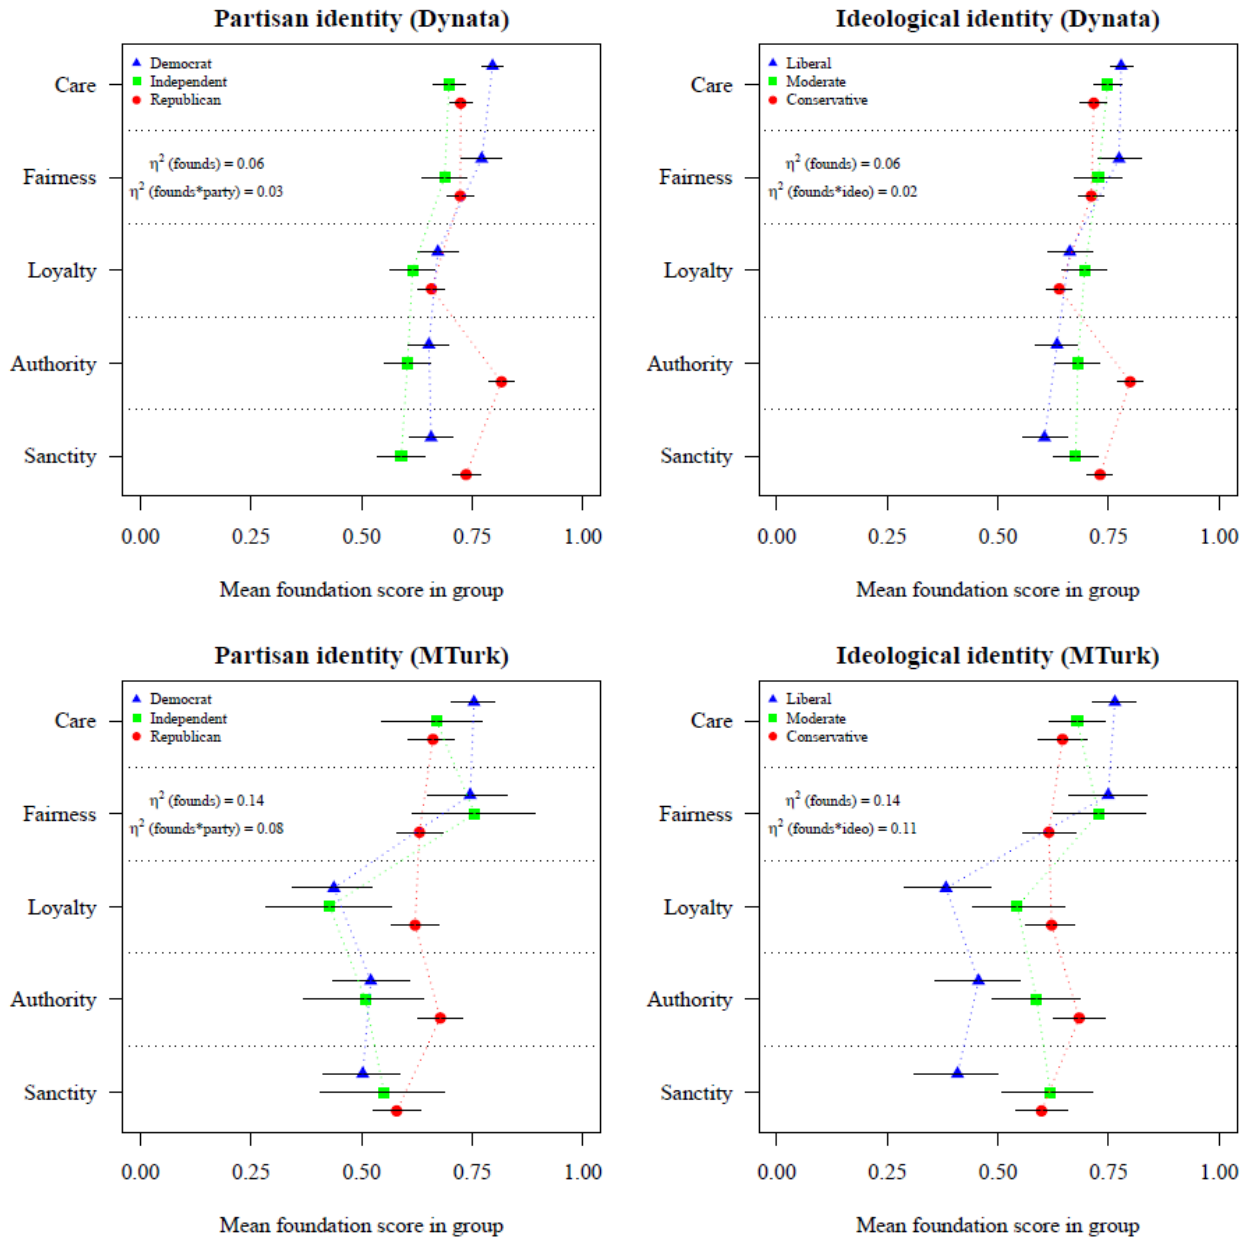 Partisan identity (Dynata)
Democrat
Independent
Republican
Care
η² (founds) = 0.06
Fairness
η² (founds*party) = 0.03
Loyalty
Authority
Sanctity
0.00 0.25 0.50 0.75 1.00
Mean foundation score in group
Ideological identity (Dynata)
Liberal
Moderate
Conservative
Care
η² (founds) = 0.06
Fairness
η² (founds*ideo) = 0.02
Loyalty
Authority
Sanctity
0.00 0.25 0.50 0.75 1.00
Mean foundation score in group
Partisan identity (MTurk)
Democrat
Independent
Republican
Care
η² (founds) = 0.14
Fairness
η² (founds*party) = 0.08
Loyalty
Authority
Sanctity
0.00 0.25 0.50 0.75 1.00
Mean foundation score in group
Ideological identity (MTurk)
Liberal
Moderate
Conservative
Care
η² (founds) = 0.14
Fairness
η² (founds*ideo) = 0.11
Loyalty
Authority
Sanctity
0.00 0.25 0.50 0.75 1.00
Mean foundation score in group